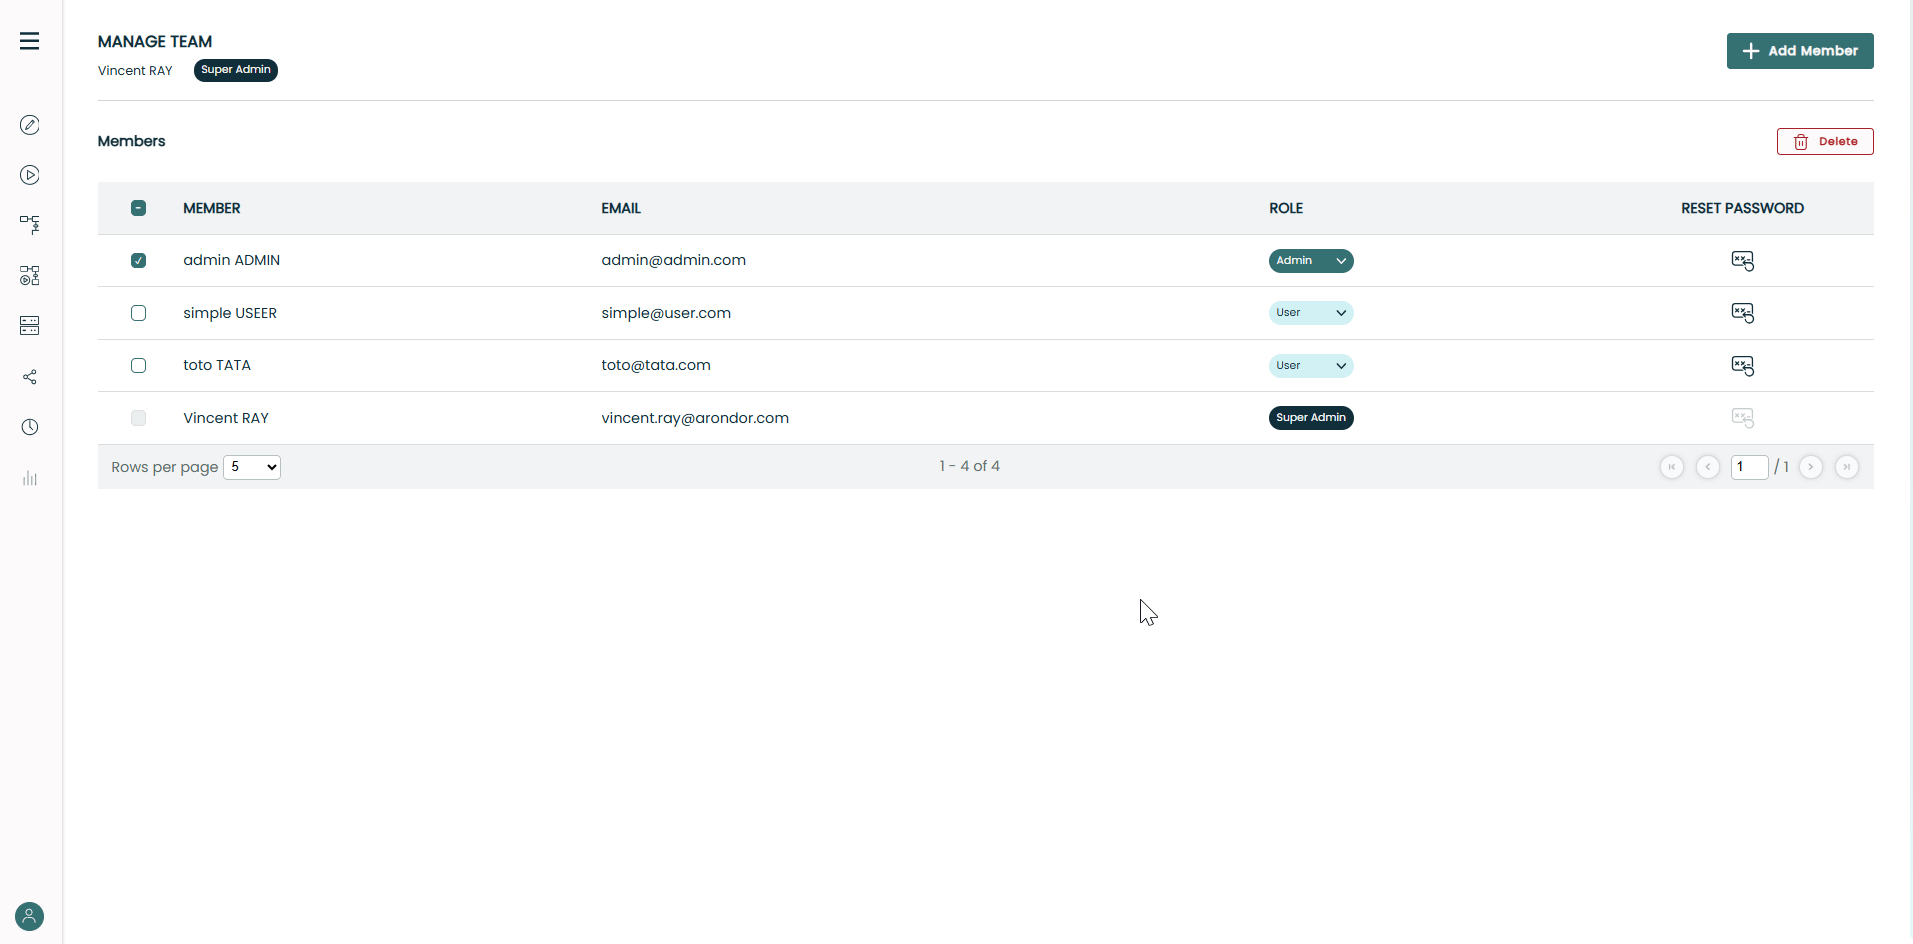 MANAGE TEAM
Vincent RAY Super Admin
Add Member
Members
Delete
MEMBER EMAIL ROLE RESET PASSWORD
admin ADMIN admin@admin.com Admin
simple USEER simple@user.com User
toto TATA toto@tata.com User
Vincent RAY vincent.ray@arondor.com Super Admin
Rows per page 5 1 - 4 of 4 1 / 1